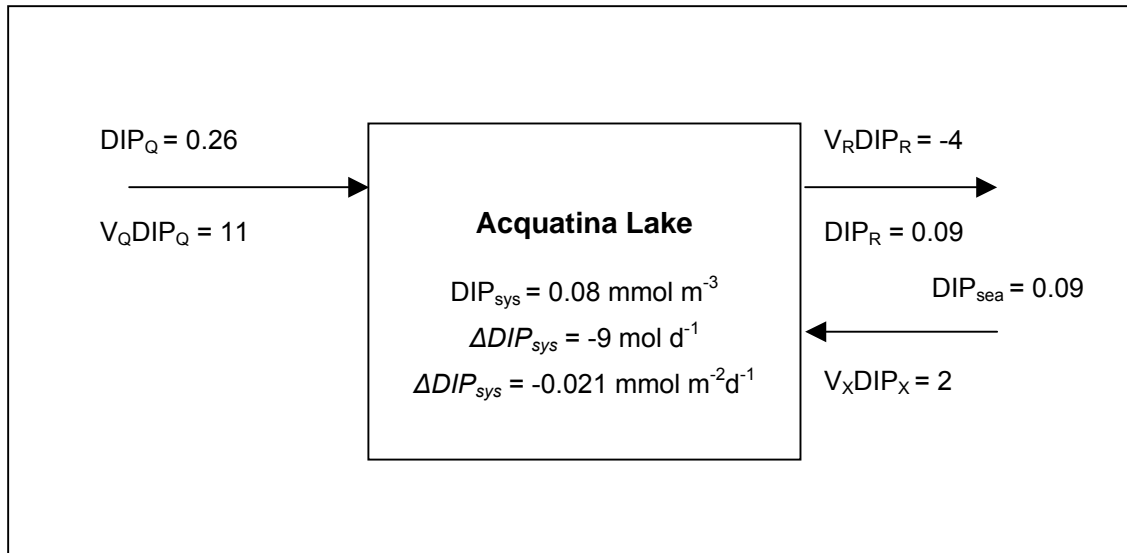 DIP_Q = 0.26
V_QDIP_Q = 11
Acquatina Lake
DIP_sys = 0.08 mmol m^-3
ΔDIP_sys = -9 mol d^-1
ΔDIP_sys = -0.021 mmol m^-2d^-1
V_RDIP_R = -4
DIP_R = 0.09
DIP_sea = 0.09
V_XDIP_X = 2